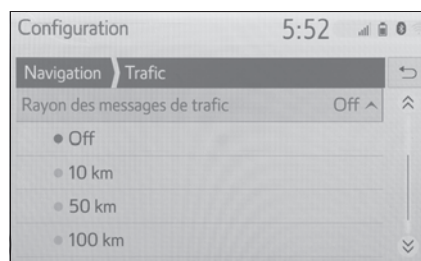 Configuration 5:52
Navigation Trafic
Rayon des messages de trafic Off
Off
10 km
50 km
100 km